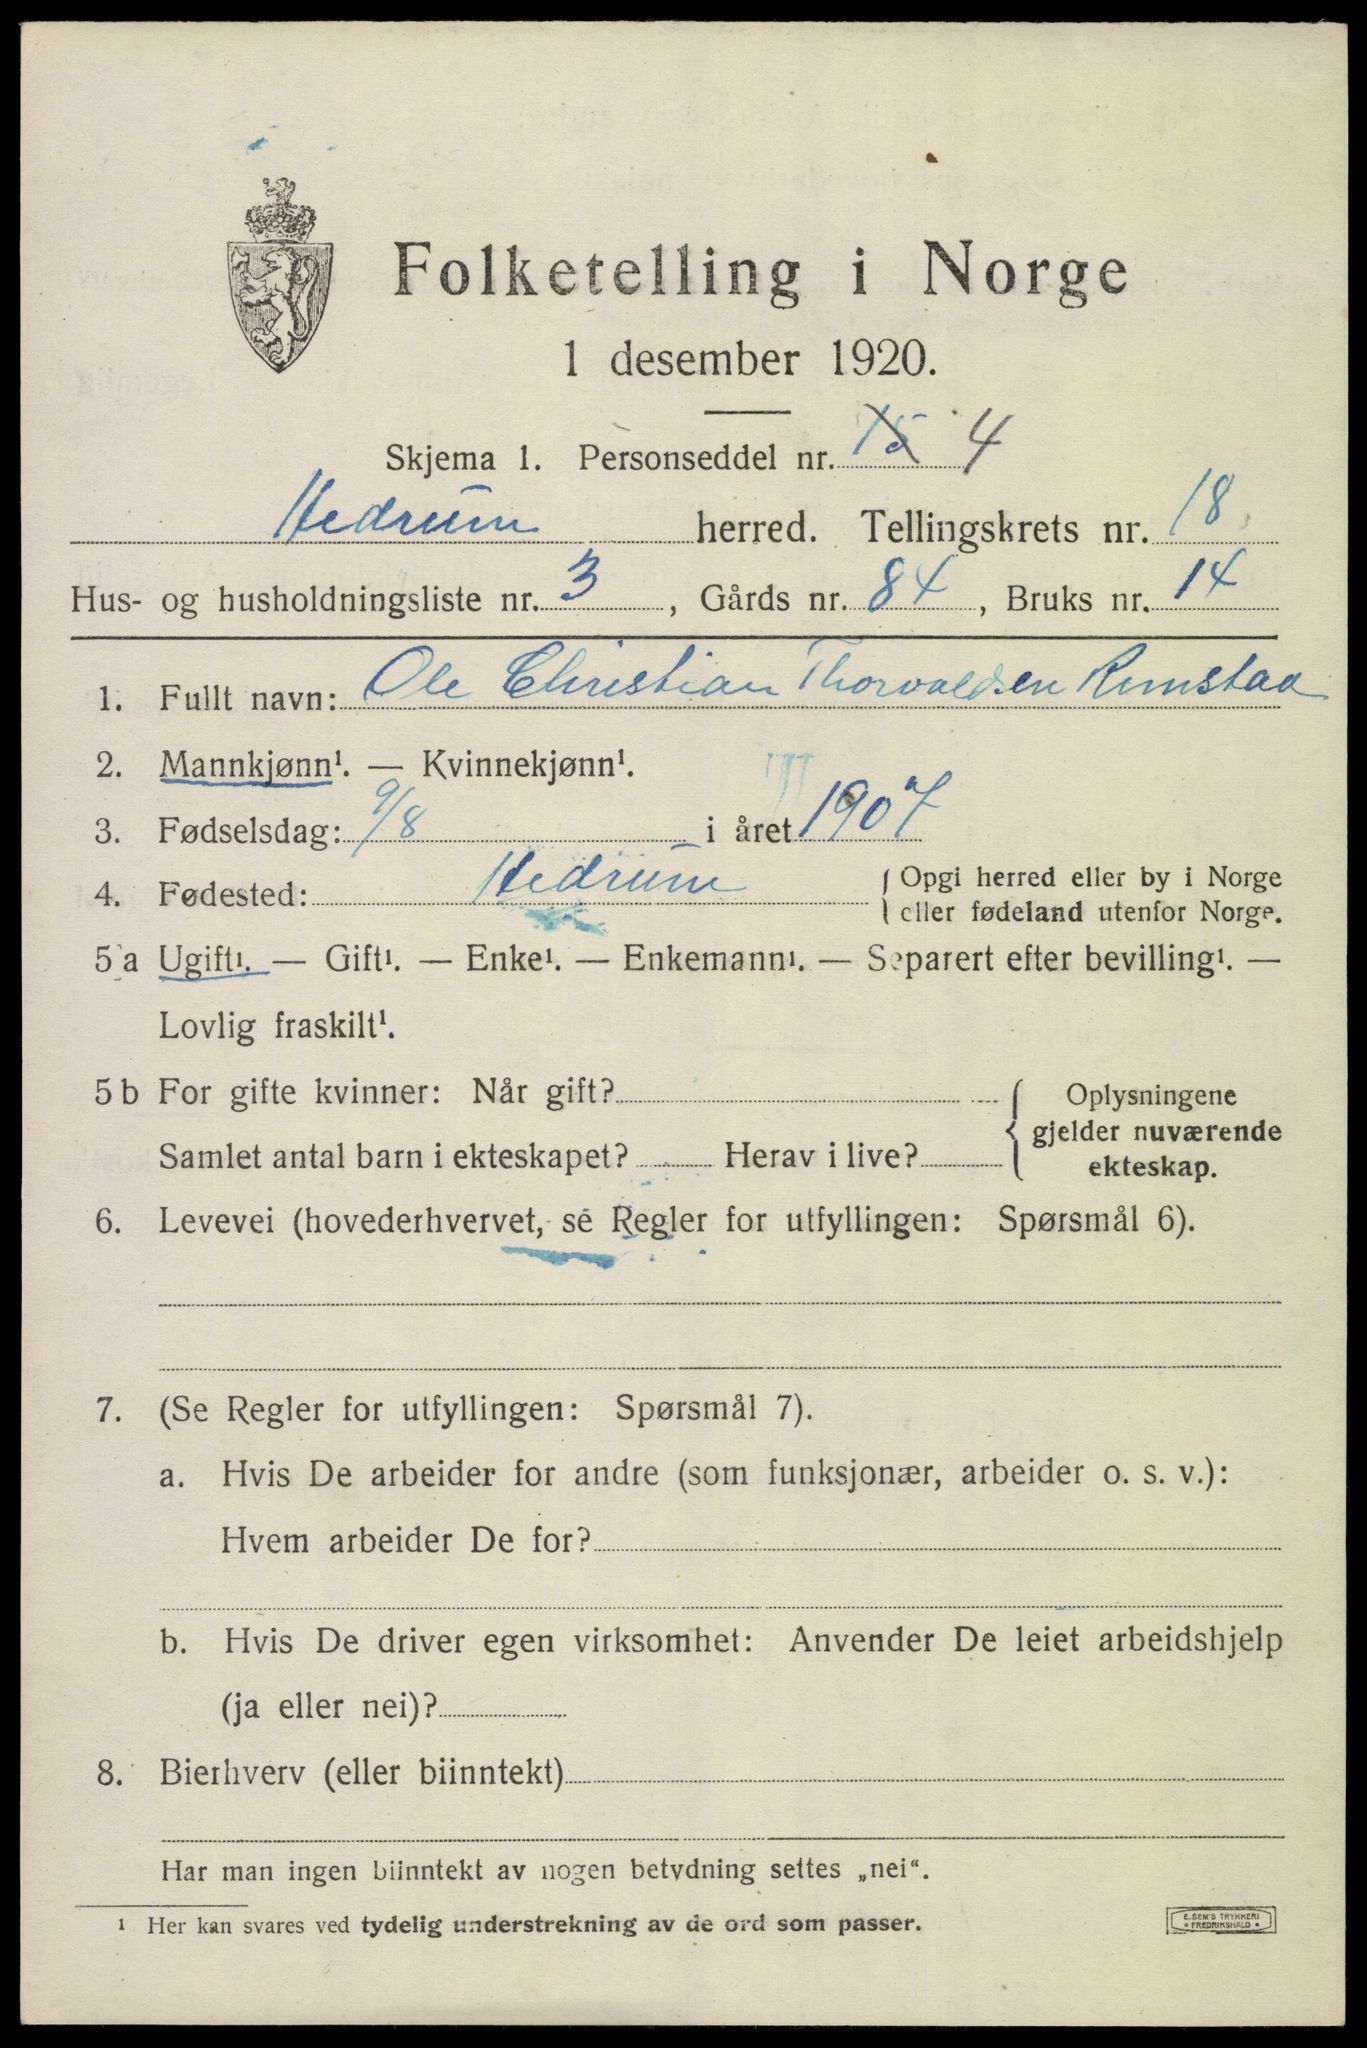 Folketelling i Norge
1 desember 1920.
Skjema 1. Personseddel nr. 15 4
Hedrum herred. Tellingskrets nr. 18
Hus- og husholdningsliste nr. 3, Gårds nr. 84, Bruks nr. 14
1. Fullt navn: Ole Christian Thorvaldsen Rimstad
2. Mannkjønn¹. — Kvinnekjønn¹.
3. Fødselsdag: 9/8 i året 1907
4. Fødested: Hedrum { Opgi herred eller by i Norge
eller fødeland utenfor Norge.
5 a Ugift¹. — Gift¹. — Enke¹. — Enkemann¹. — Separert efter bevilling¹. —
Lovlig fraskilt¹.
5 b For gifte kvinner: Når gift? { Oplysningene
gjelder nuværende
Samlet antal barn i ekteskapet? Herav i live? ekteskap.
6. Levevei (hovederhvervet, se Regler for utfyllingen: Spørsmål 6).
7. (Se Regler for utfyllingen: Spørsmål 7).
a. Hvis De arbeider for andre (som funksjonær, arbeider o. s. v.):
Hvem arbeider De for?
b. Hvis De driver egen virksomhet: Anvender De leiet arbeidshjelp
(ja eller nei)?
8. Bierhverv (eller biinntekt)
Har man ingen biinntekt av nogen betydning settes „nei“.
¹ Her kan svares ved tydelig understrekning av de ord som passer.
E. SEM'S TRYKKERI
• FREDRIKSHALD •